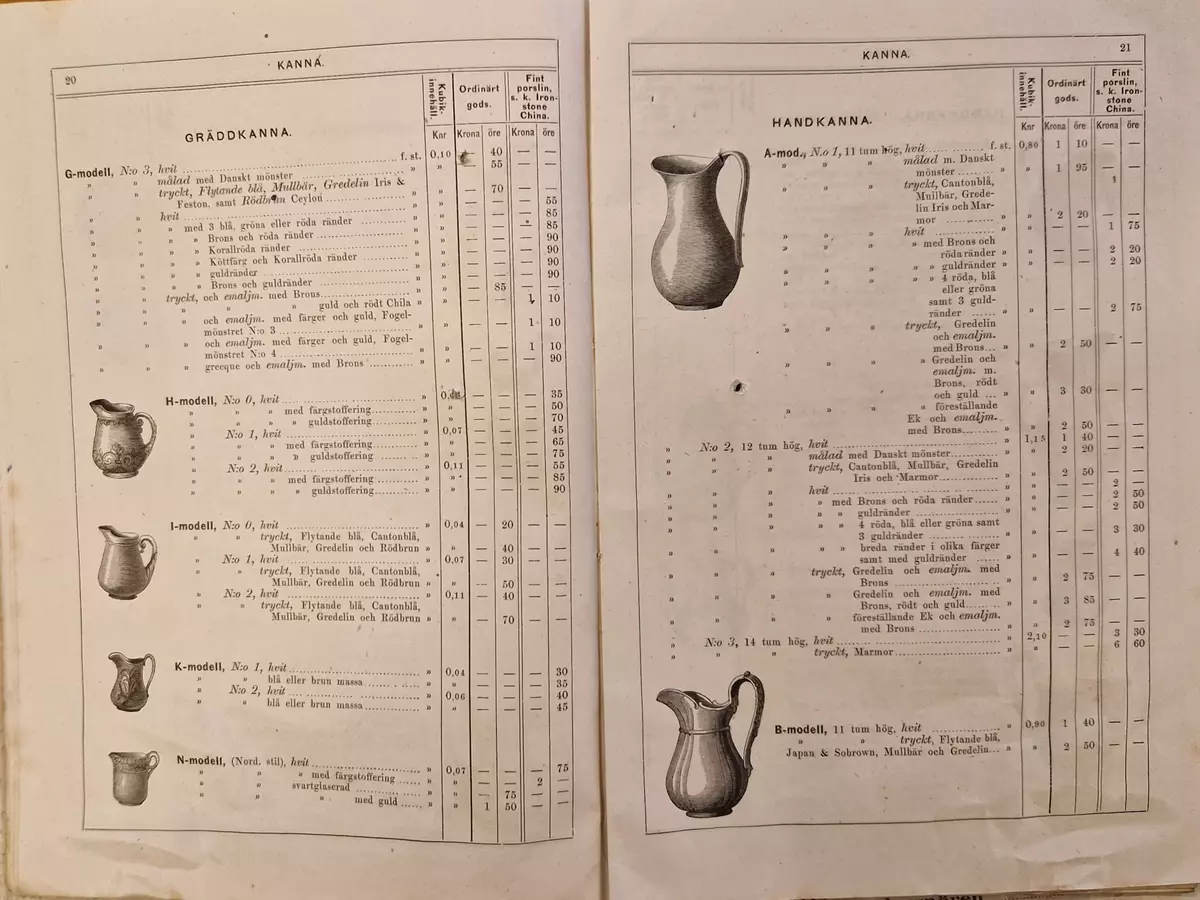 20
KANNA.
GRÄDDKANNA.
Kubik-innehåll.
Ordinärt gods.
Fint porslin, s. k. Iron-stone China.
Knr Krona öre Krona öre
G-modell, N:o 3, hvit f. st. 0,10 — 40 — —
" " målad med Danskt mönster " " 55 — —
" " tryckt, Flytande blå, Mullbär, Gredelin Iris &
Feston, samt Rödbrun Ceylon " " — 70 — —
" " hvit " " — — — 55
" " " med 3 blå, gröna eller röda ränder " " — — 85
" " " " Brons och röda ränder " " — — 85
" " " " Korallröda ränder " " — — — 90
" " " " Köttfärg och Korallröda ränder " " — — — 90
" " " " guldränder " " — — — 90
" " " " Brons och guldränder " " — — — 90
" " tryckt, och emaljm. med Brons " " — 85 — —
" " " " " guld och rödt Chila " " — — 1 10
" " " och emaljm. med färger och guld, Fogel-
mönstret N:o 3 " " — — 1 10
" " " och emaljm. med färger och guld, Fogel-
mönstret N:o 4 " " — — 1 10
" " " grecque och emaljm. med Brons " " — — — 90
H-modell, N:o 0, hvit " — — — 35
" " " med färgstoffering " " — — — 50
" " " " guldstoffering " " — — — 70
" N:o 1, hvit " 0,07 — — — 45
" " " med färgstoffering " " — — — 65
" " " " guldstoffering " " — — — 75
" N:o 2, hvit " 0,11 — — — 55
" " " med färgstoffering " " — — — 85
" " " " guldstoffering " " — — — 90
I-modell, N:o 0, hvit " 0,04 — 20 — —
" " tryckt, Flytande blå, Cantonblå,
Mullbär, Gredelin och Rödbrun " " — 40 — —
" N:o 1, hvit " 0,07 — 30 — —
" " tryckt, Flytande blå, Cantonblå,
Mullbär, Gredelin och Rödbrun " " — 50 — —
" N:o 2, hvit " 0,11 — 40 — —
" " tryckt, Flytande blå, Cantonblå,
Mullbär, Gredelin och Rödbrun " " — 70 — —
K-modell, N:o 1, hvit " 0,04 — — — 30
" " blå eller brun massa " " — — — 35
" N:o 2, hvit " 0,06 — — — 40
" " blå eller brun massa " " — — — 45
N-modell, (Nord. stil), hvit " 0,07 — — — 75
" " " med färgstoffering " " — — 2 —
" " svartglaserad " " — 75 — —
" " " med guld " " 1 50 — —
KANNA.
21
HANDKANNA.
Kubik-innehåll.
Ordinärt gods.
Fint porslin, s. k. Iron-stone China.
Knr Krona öre Krona öre
A-mod., N:o 1, 11 tum hög, hvit f. st. 0,80 1 10 — —
" " " målad m. Danskt
mönster " " 1 95 — —
" " " tryckt, Cantonblå,
Mullbär, Grede-
lin Iris och Mar-
mor " " 2 20 — —
" " " hvit " " — — 1 75
" " " " med Brons och
röda ränder " " — — 2 20
" " " " " guldränder " " — — 2 20
" " " " " 4 röda, blå
eller gröna
samt 3 guld-
ränder " " — — 2 75
" " " tryckt, Gredelin
och emaljm.
med Brons " " 2 50 — —
" " " " Gredelin och
emaljm. m.
Brons, rödt
och guld " " 3 30 — —
" " " " föreställande
Ek och emaljm.
med Brons " " 2 50 — —
" N:o 2, 12 tum hög, hvit " 1,15 1 40 — —
" " " målad med Danskt mönster " " 2 20 — —
" " " tryckt, Cantonblå, Mullbär, Gredelin
Iris och Marmor " " 2 50 — —
" " " hvit " " — — 2 —
" " " " med Brons och röda ränder " " — — 2 50
" " " " " guldränder " " — — 2 50
" " " " " 4 röda, blå eller gröna samt
3 guldränder " " — — 3 30
" " " " " breda ränder i olika färger
samt med guldränder " " — — 4 40
" " " tryckt, Gredelin och emaljm. med
Brons " " 2 75 — —
" " " " Gredelin och emaljm. med
Brons, rödt och guld " " 3 85 — —
" " " " föreställande Ek och emaljm.
med Brons " " 2 75 — —
" N:o 3, 14 tum hög, hvit " 2,10 — — 3 30
" " " tryckt, Marmor " " — — 6 60
B-modell, 11 tum hög, hvit " 0,90 1 40 — —
" " tryckt, Flytande blå,
Japan & Sobrown, Mullbär och Gredelin " " 2 50 — —